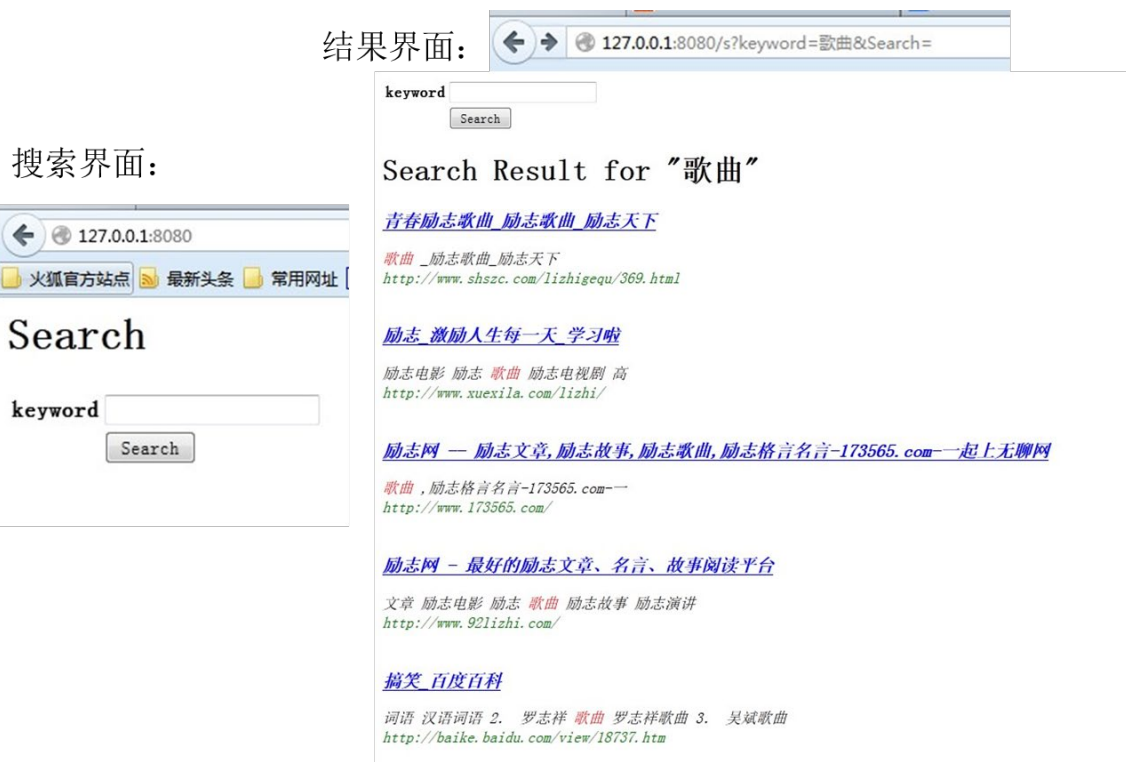 结果界面：
127.0.0.1:8080/s?keyword=歌曲&Search=
keyword
Search
Search Result for "歌曲"
青春励志歌曲_励志歌曲_励志天下
歌曲 _励志歌曲_励志天下
http://www.shszc.com/lizhigequ/369.html
励志_激励人生每一天_学习啦
励志电影 励志 歌曲 励志电视剧 高
http://www.xuexila.com/lizhi/
励志网 -- 励志文章,励志故事,励志歌曲,励志格言名言-173565.com-一起上无聊网
歌曲 ,励志格言名言-173565.com-一
http://www.173565.com/
励志网 - 最好的励志文章、名言、故事阅读平台
文章 励志电影 励志 歌曲 励志故事 励志演讲
http://www.92lizhi.com/
搞笑_百度百科
词语 汉语词语 2. 罗志祥 歌曲 罗志祥歌曲 3. 吴斌歌曲
http://baike.baidu.com/view/18737.htm
搜索界面：
127.0.0.1:8080
火狐官方站点 最新头条 常用网址
Search
keyword
Search